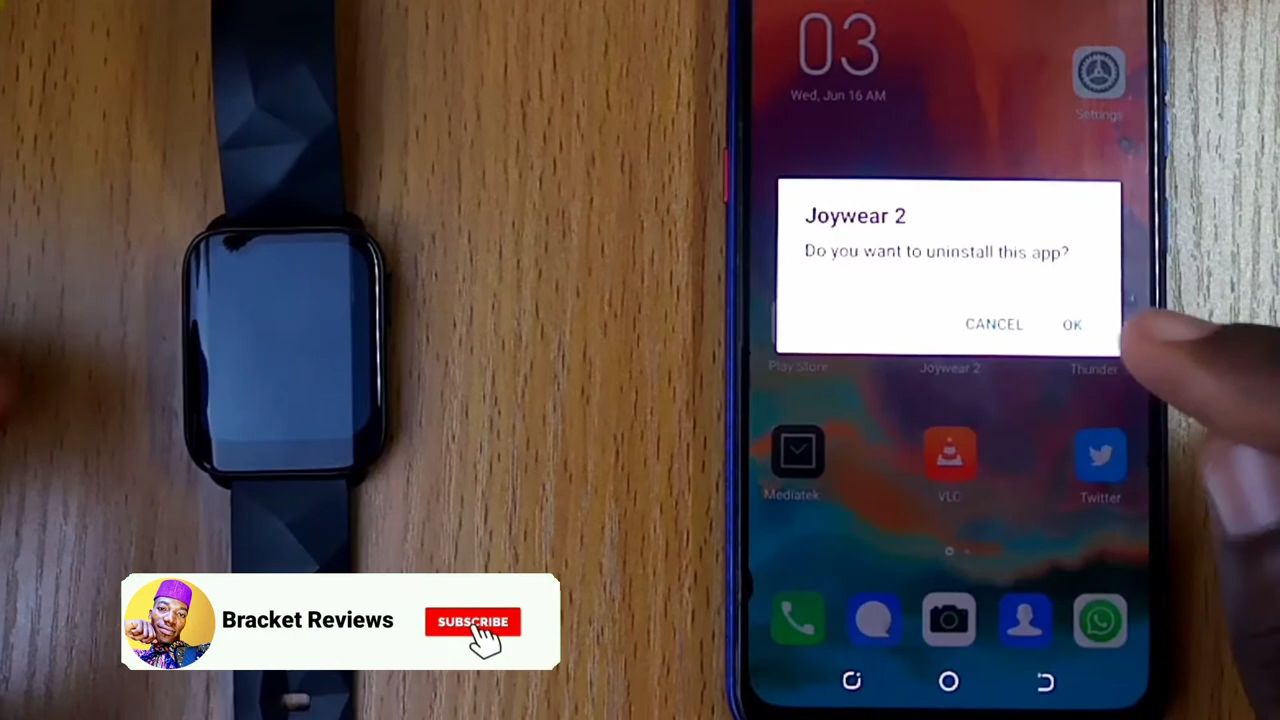 03
Wed, Jun 16 AM
Settings
Joywear 2
Do you want to uninstall this app?
CANCEL OK
Play Store Joywear 2 Thunder
Mediatek VLC Twitter
Bracket Reviews SUBSCRIBE